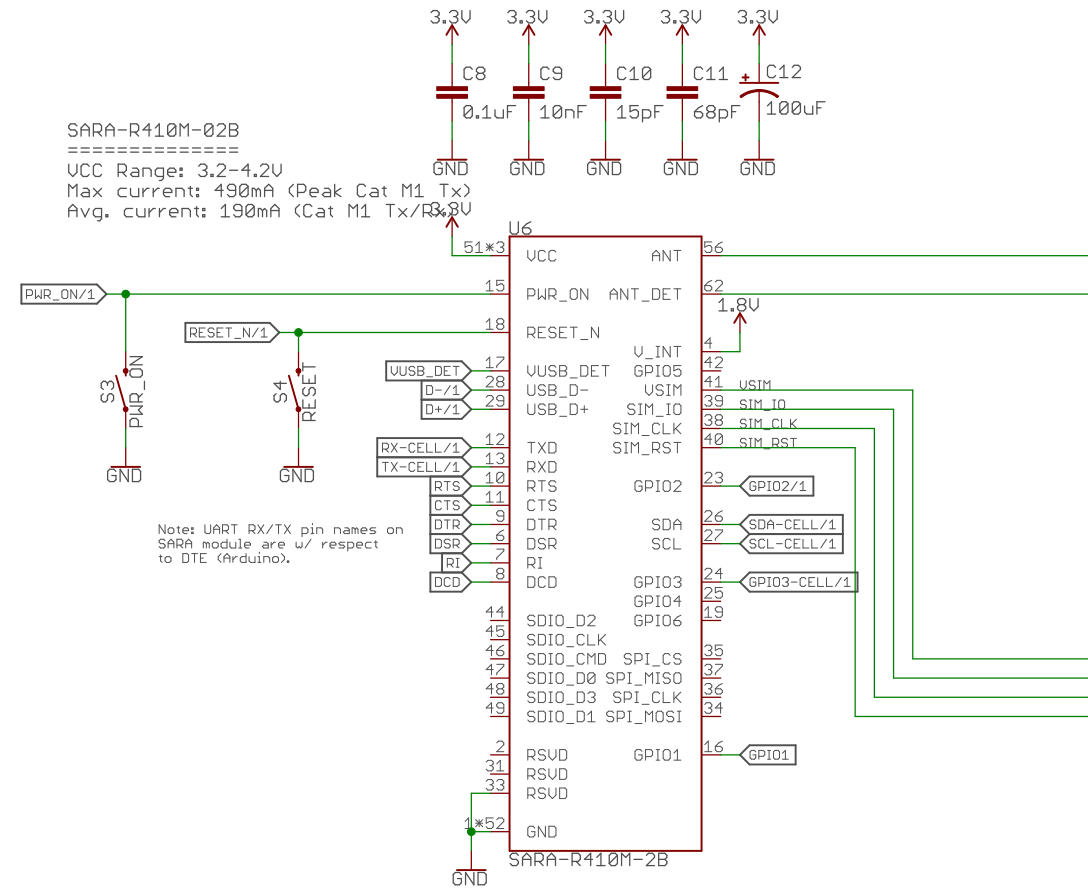 3.3V 3.3V 3.3V 3.3V 3.3V
C8 C9 C10 C11 C12
0.1uF 10nF 15pF 68pF 100uF
GND GND GND GND GND
SARA-R410M-02B
==============
VCC Range: 3.2-4.2V
Max current: 490mA (Peak Cat M1 Tx)
Avg. current: 190mA (Cat M1 Tx/Rx)
3.3V
U6
51*3 VCC ANT 56
PWR_ON/1 15 PWR_ON ANT_DET 62
1.8V
RESET_N/1 18 RESET_N
V_INT 4
VUSB_DET 17 VUSB_DET GPIO5 42
D-/1 28 USB_D- VSIM 41 VSIM
D+/1 29 USB_D+ SIM_IO 39 SIM_IO
SIM_CLK 38 SIM_CLK
S3 PWR_ON
S4 RESET
RX-CELL/1 12 TXD SIM_RST 40 SIM_RST
TX-CELL/1 13 RXD
GND GND
RTS 10 RTS GPIO2 23 GPIO2/1
CTS 11 CTS
DTR 9 DTR SDA 26 SDA-CELL/1
DSR 6 DSR SCL 27 SCL-CELL/1
RI 7 RI
DCD 8 DCD GPIO3 24 GPIO3-CELL/1
Note: UART RX/TX pin names on
SARA module are w/ respect
to DTE (Arduino).
GPIO4 25
44 SDIO_D2 GPIO6 19
45 SDIO_CLK
46 SDIO_CMD SPI_CS 35
47 SDIO_D0 SPI_MISO 37
48 SDIO_D3 SPI_CLK 36
49 SDIO_D1 SPI_MOSI 34
2 RSVD GPIO1 16 GPIO1
31 RSVD
33 RSVD
1*52 GND
SARA-R410M-2B
GND